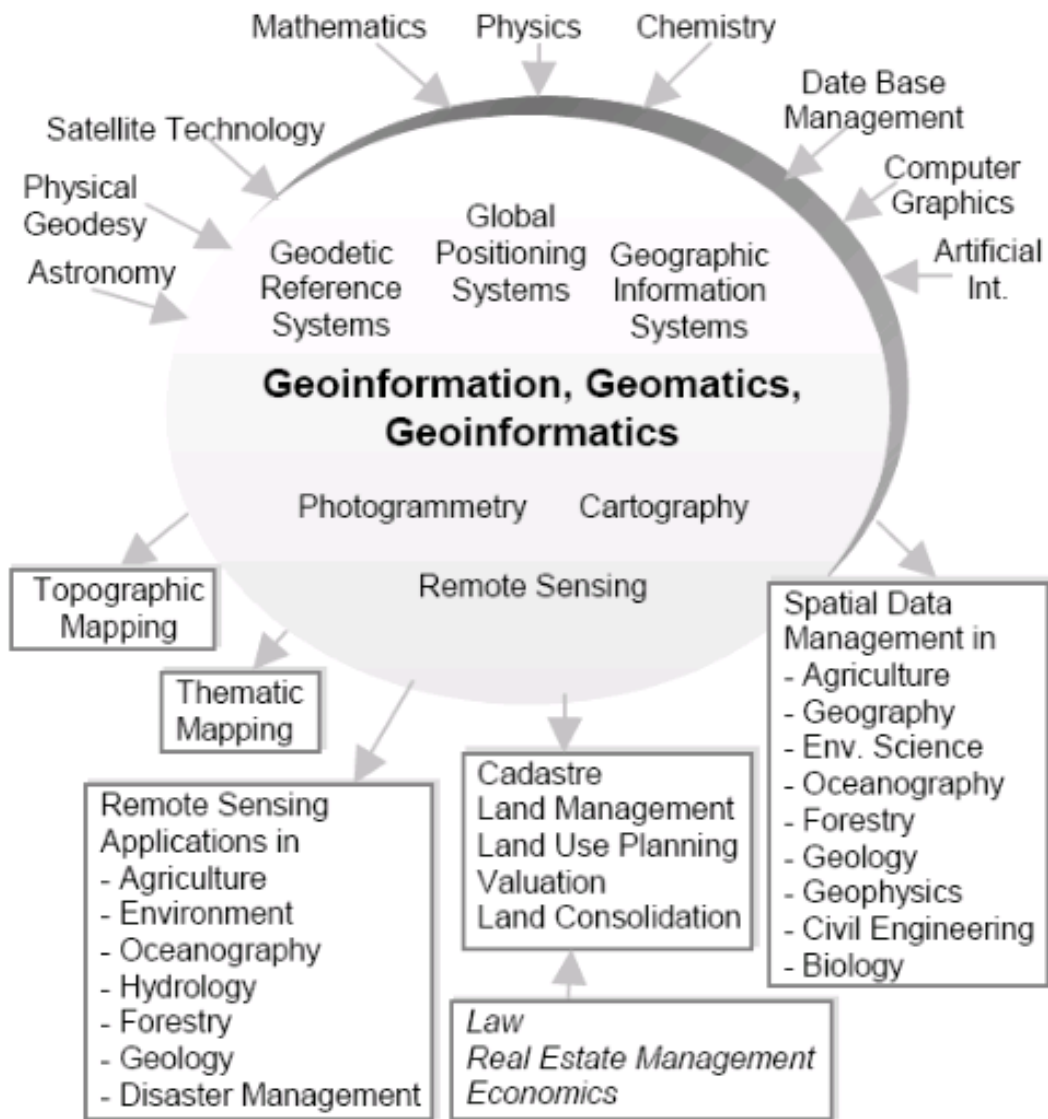 Mathematics
Physics
Chemistry
Date Base
Management
Satellite Technology
Computer
Graphics
Physical
Geodesy
Artificial
Int.
Astronomy
Geodetic
Reference
Systems
Global
Positioning
Systems
Geographic
Information
Systems
Geoinformation, Geomatics,
Geoinformatics
Photogrammetry
Cartography
Remote Sensing
Topographic
Mapping
Thematic
Mapping
Remote Sensing
Applications in
- Agriculture
- Environment
- Oceanography
- Hydrology
- Forestry
- Geology
- Disaster Management
Cadastre
Land Management
Land Use Planning
Valuation
Land Consolidation
Law
Real Estate Management
Economics
Spatial Data
Management in
- Agriculture
- Geography
- Env. Science
- Oceanography
- Forestry
- Geology
- Geophysics
- Civil Engineering
- Biology